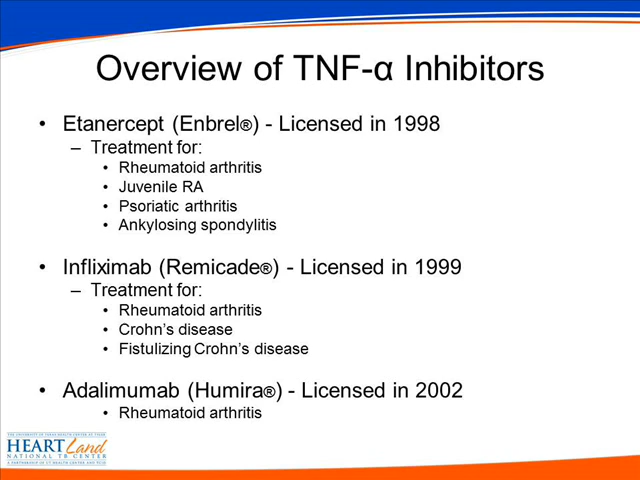 Overview of TNF-α Inhibitors
• Etanercept (Enbrel®) - Licensed in 1998
– Treatment for:
• Rheumatoid arthritis
• Juvenile RA
• Psoriatic arthritis
• Ankylosing spondylitis
• Infliximab (Remicade®) - Licensed in 1999
– Treatment for:
• Rheumatoid arthritis
• Crohn’s disease
• Fistulizing Crohn’s disease
• Adalimumab (Humira®) - Licensed in 2002
• Rheumatoid arthritis
HEARTLand
NATIONAL TB CENTER